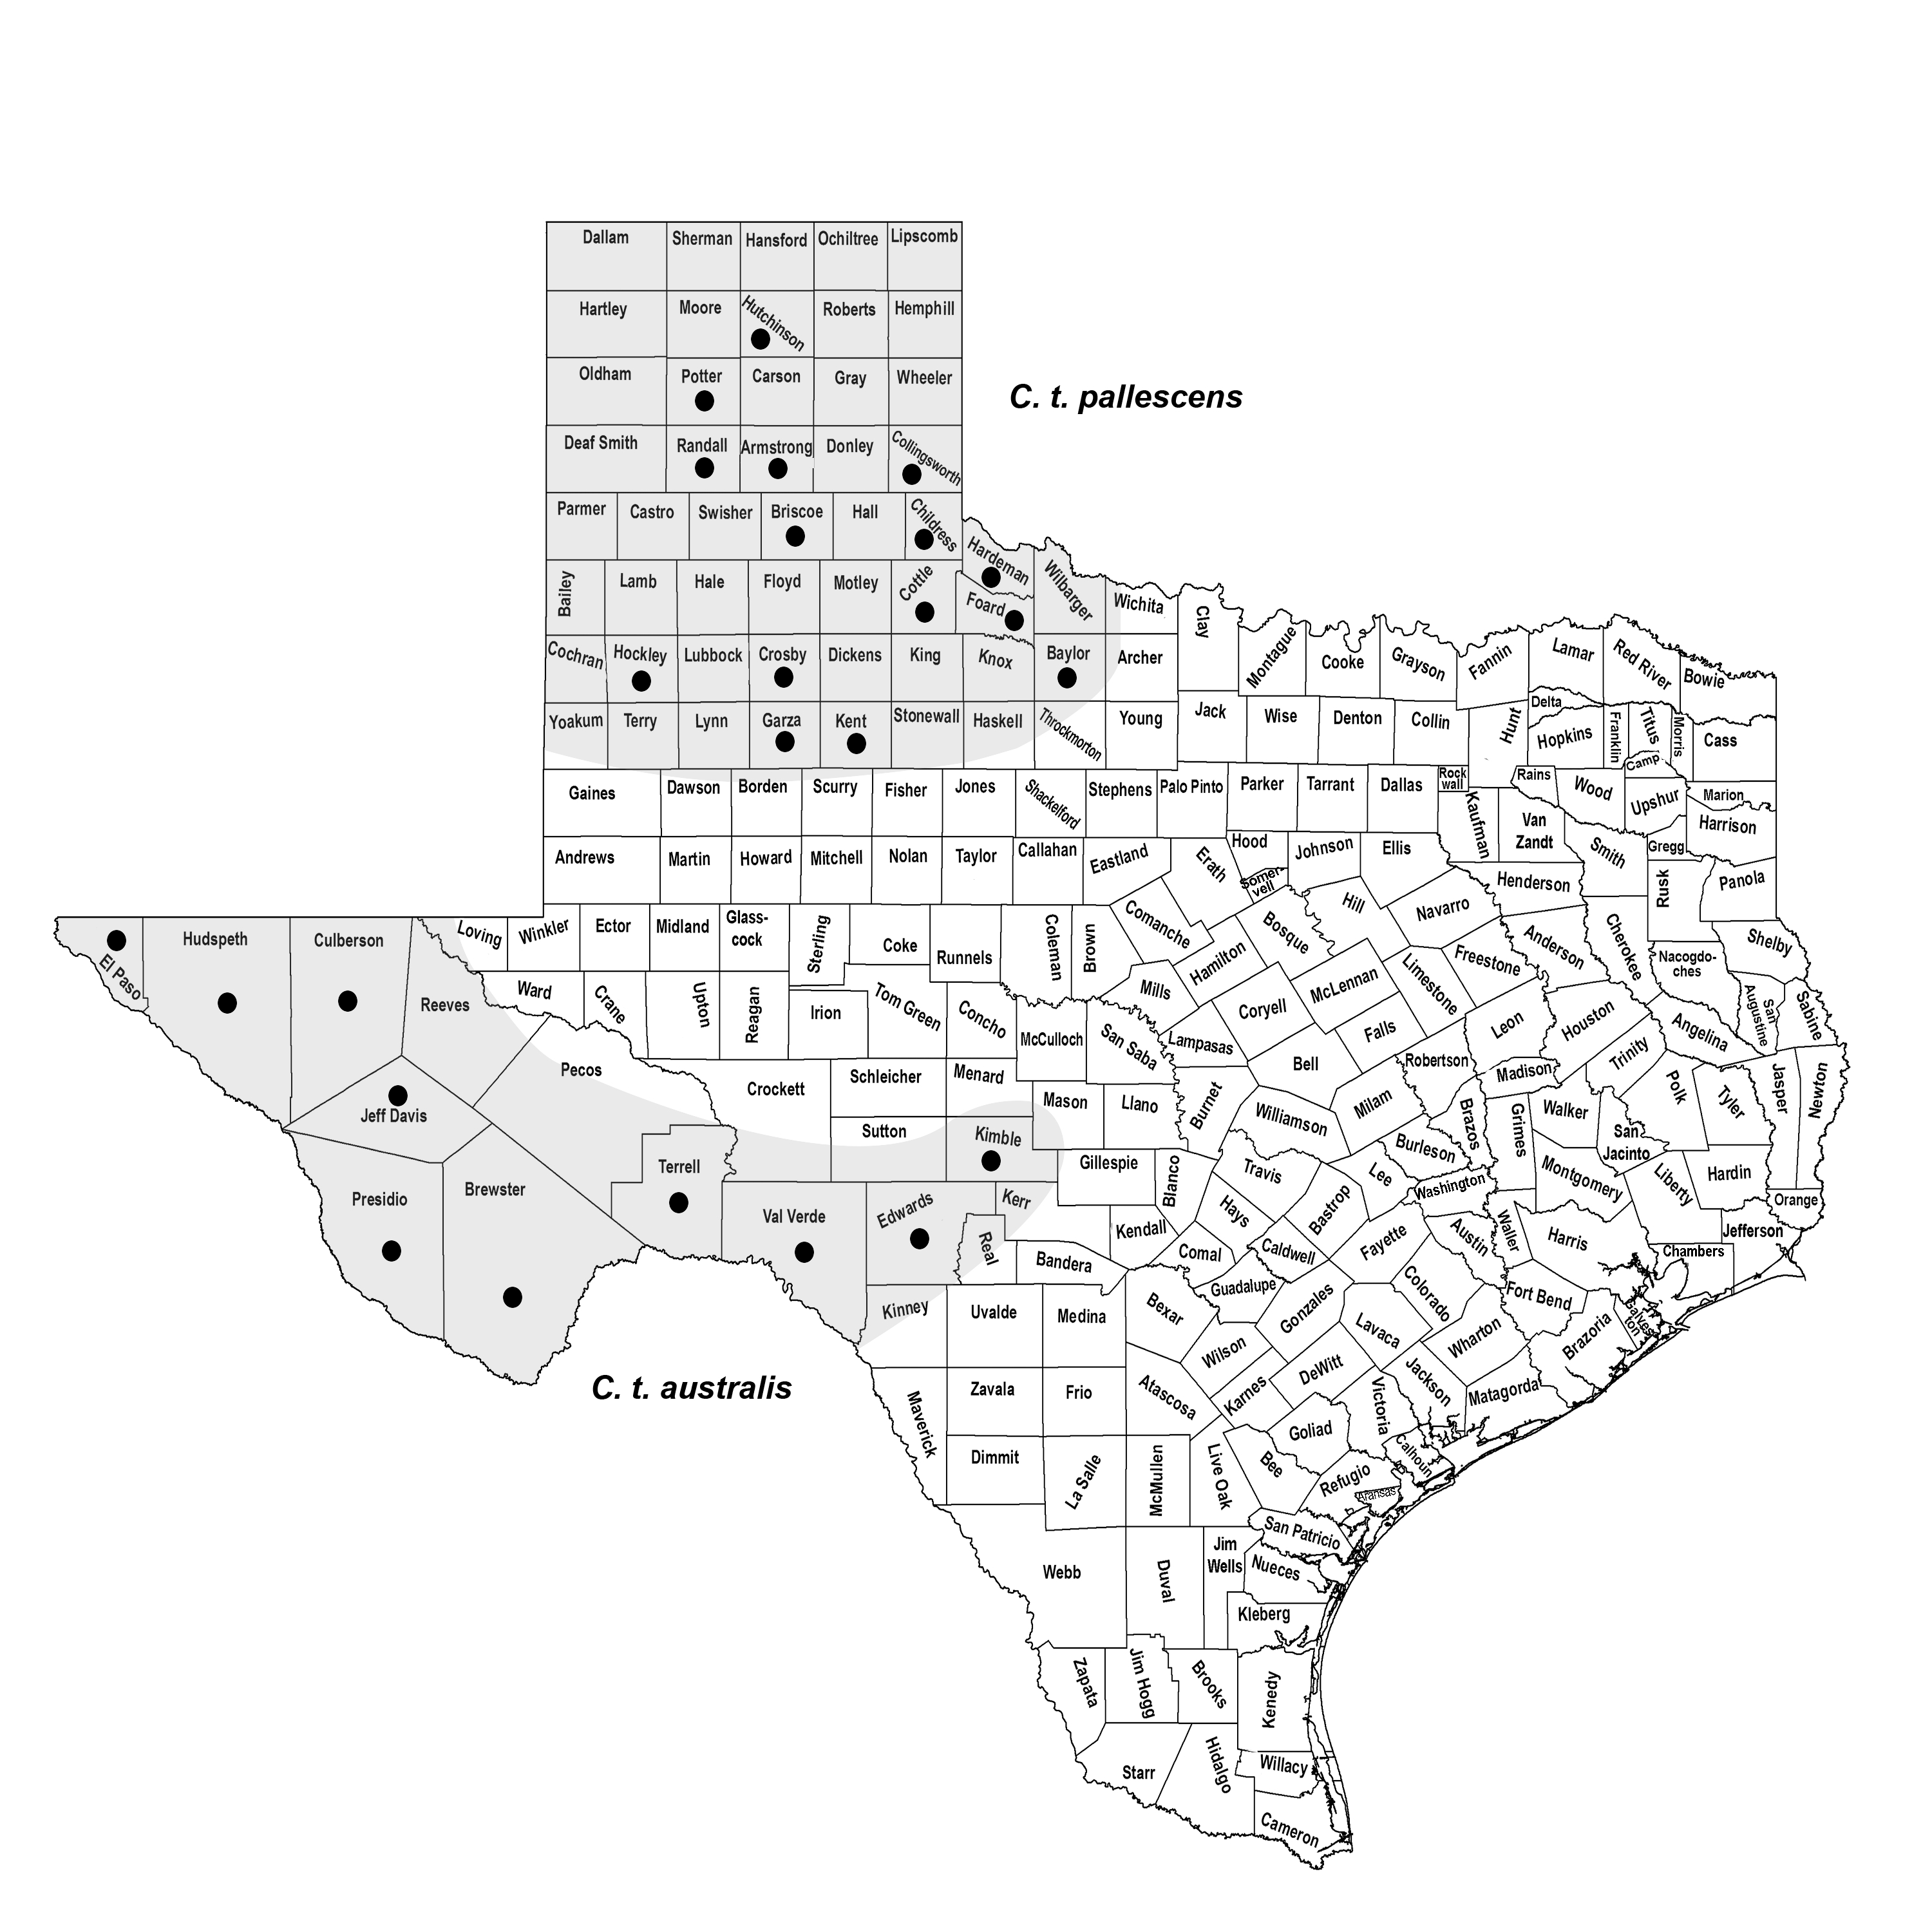 Dallam Sherman Hansford Ochiltree Lipscomb
Hartley Moore Hutchinson Roberts Hemphill
Oldham Potter Carson Gray Wheeler
C. t. pallescens
Deaf Smith Randall Armstrong Donley Collingsworth
Parmer Castro Swisher Briscoe Hall Childress
Hardeman
Bailey Lamb Hale Floyd Motley Cottle Foard Wilbarger Wichita Clay
Montague Cooke Grayson Fannin Lamar Red River Bowie
Cochran Hockley Lubbock Crosby Dickens King Knox Baylor Archer
Yoakum Terry Lynn Garza Kent Stonewall Haskell Throckmorton Young Jack Wise Denton Collin Hunt Delta Hopkins Franklin Titus Morris Cass
Camp
Gaines Dawson Borden Scurry Fisher Jones Shackelford Stephens Palo Pinto Parker Tarrant Dallas Rock
wall
Kaufman Rains Wood Upshur Marion
Van
Zandt
Harrison
Andrews Martin Howard Mitchell Nolan Taylor Callahan Eastland Erath Hood Johnson Ellis Smith Gregg
Somer-
vell
Henderson Rusk Panola
El Paso Hudspeth Culberson Reeves Loving Winkler Ector Midland Glass-
cock
Sterling Coke Runnels Coleman Brown Comanche Hamilton Bosque Hill Navarro Freestone Anderson Cherokee Shelby
Nacogdo-
ches
Ward Crane Upton Reagan Irion Tom Green Concho Mills Coryell McLennan Limestone
San
Augustine
Sabine
McCulloch San Saba Lampasas Bell Falls Robertson Leon Houston Trinity Angelina
Jeff Davis Pecos Crockett Schleicher Menard Mason Llano Burnet Williamson Milam Madison Polk Tyler Jasper Newton
Brazos Grimes Walker
San
Jacinto
Sutton Kimble Gillespie Blanco Travis Lee Burleson Washington Montgomery Liberty Hardin Orange
Presidio Brewster Terrell Val Verde Edwards Kerr Real Kendall Hays Bastrop Fayette Austin Waller Harris Jefferson
Chambers
Bandera Comal Caldwell
Kinney Uvalde Medina Bexar Guadalupe Gonzales Colorado Fort Bend
Galves
ton
Wilson Lavaca Wharton Brazoria
C. t. australis
Maverick Zavala Frio Atascosa Karnes DeWitt Victoria Jackson Matagorda
Dimmit La Salle McMullen Live Oak Bee Goliad Calhoun
Refugio
Aransas
San Patricio
Webb Duval Jim
Wells
Nueces
Kleberg
Zapata Jim Hogg Brooks Kenedy
Starr Hidalgo Willacy
Cameron